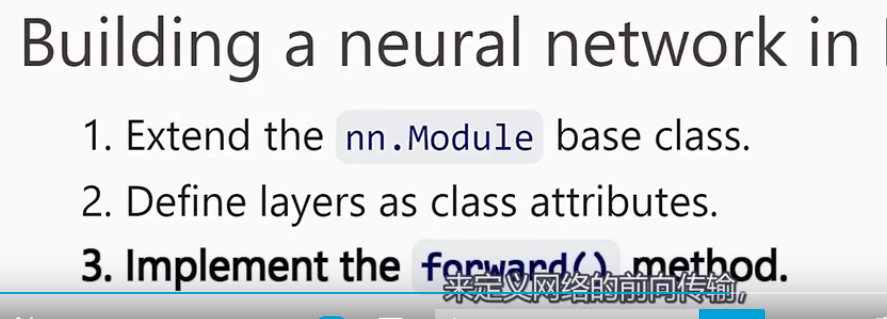 Building a neural network in
1. Extend the nn.Module base class.
2. Define layers as class attributes.
3. Implement the forward() method.
来定义网络的前向传输,